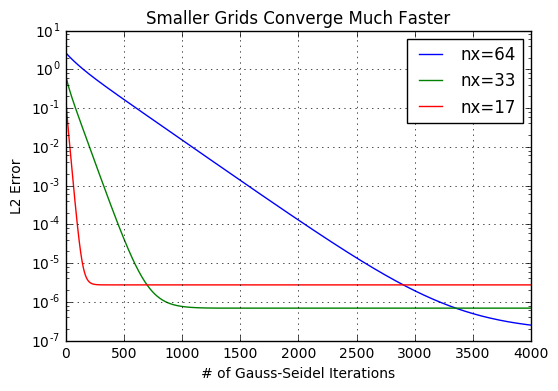 Smaller Grids Converge Much Faster
10^1
10^0
10^-1
10^-2
10^-3
10^-4
10^-5
10^-6
10^-7
L2 Error
nx=64
nx=33
nx=17
0 500 1000 1500 2000 2500 3000 3500 4000
# of Gauss-Seidel Iterations